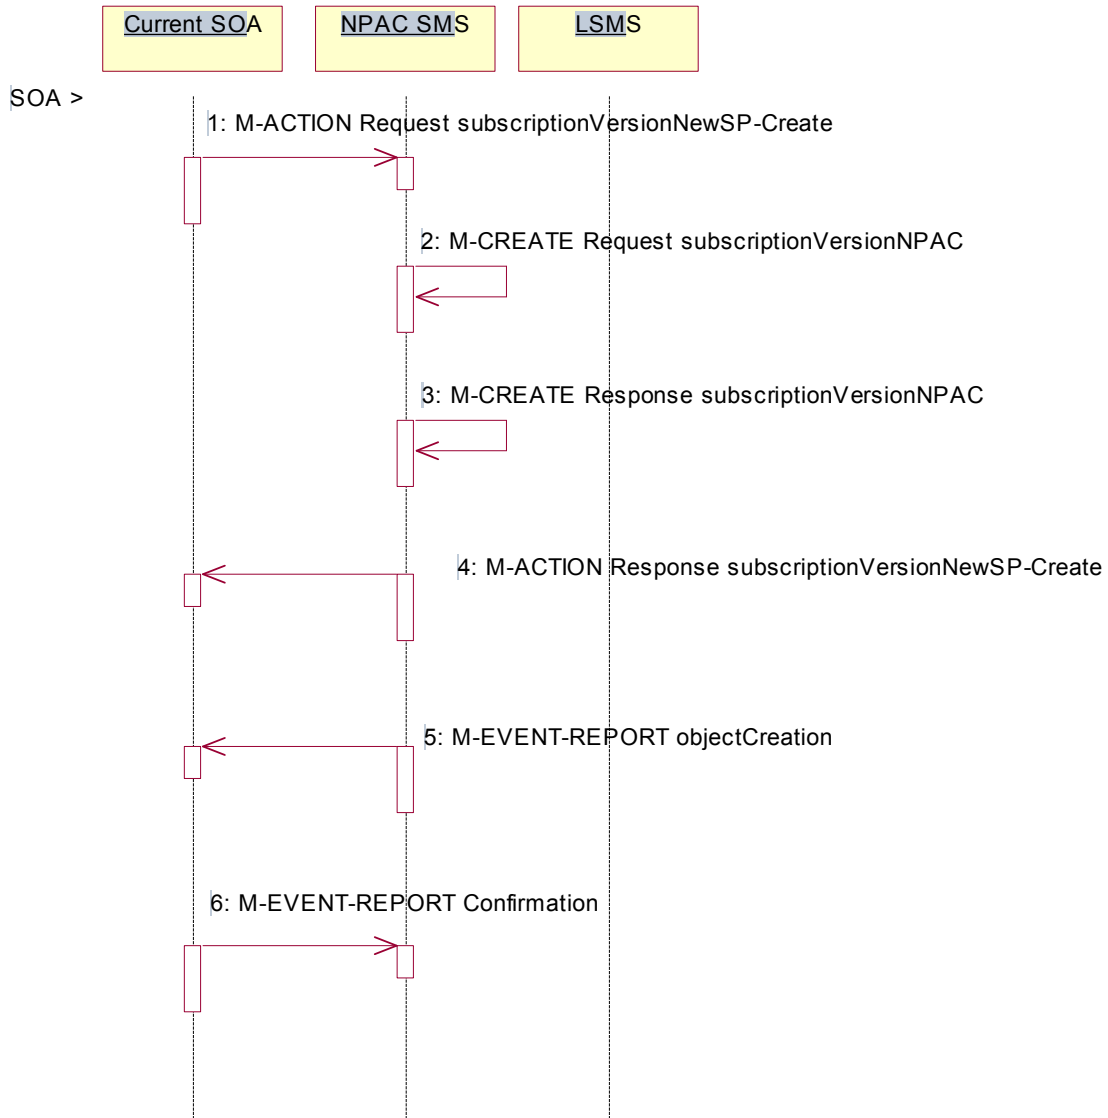 Current SOA
NPAC SMS
LSMS
SOA >
1: M-ACTION Request subscriptionVersionNewSP-Create
2: M-CREATE Request subscriptionVersionNPAC
3: M-CREATE Response subscriptionVersionNPAC
4: M-ACTION Response subscriptionVersionNewSP-Create
5: M-EVENT-REPORT objectCreation
6: M-EVENT-REPORT Confirmation